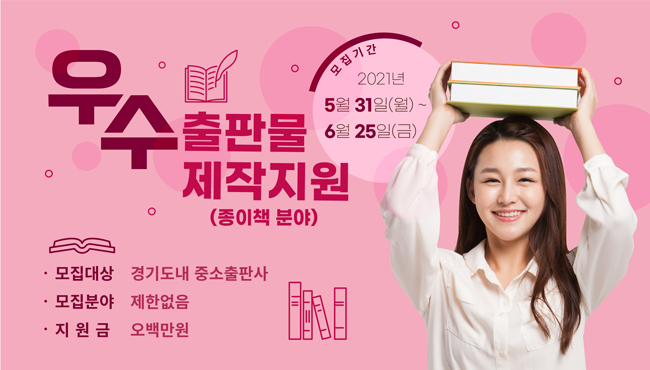 우수
출판물
제작지원
(종이책 분야)
모집기간
2021년
5월 31일(월) ~
6월 25일(금)
· 모집대상 경기도내 중소출판사
· 모집분야 제한없음
· 지 원 금 오백만원